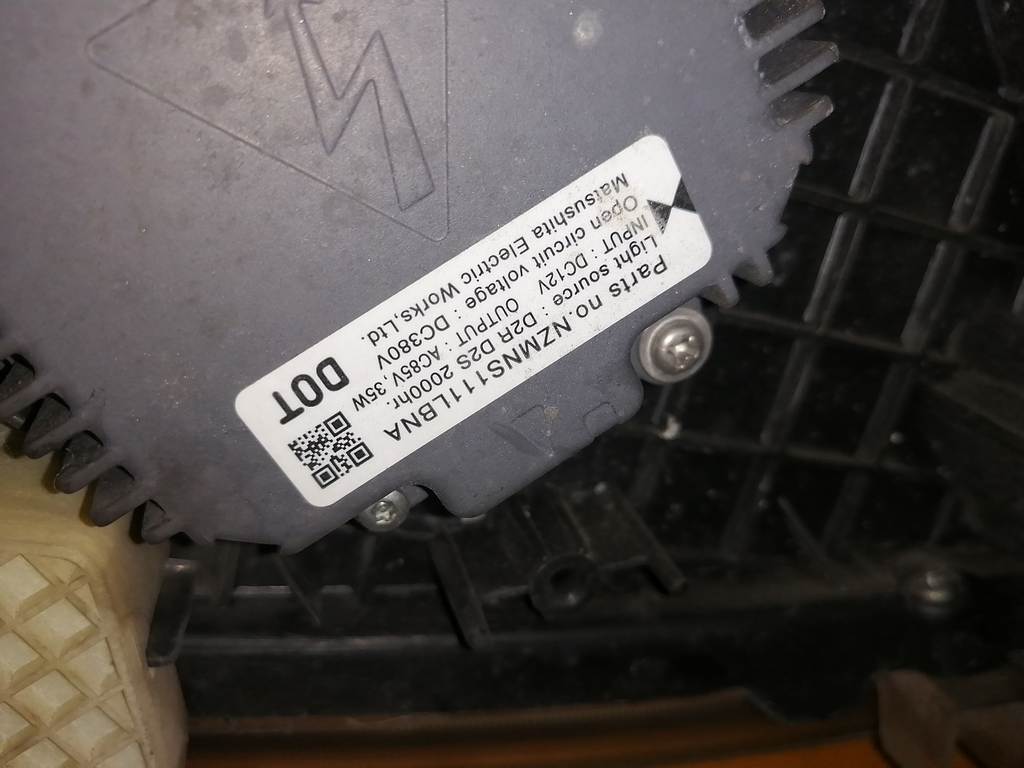 Parts no.NZMNS111LBNA
Light source : D2R D2S 2000hr.
INPUT : DC12V OUTPUT : AC85V, 35W
Open circuit voltage : DC380V
Matsushita Electric Works,Ltd.
DOT